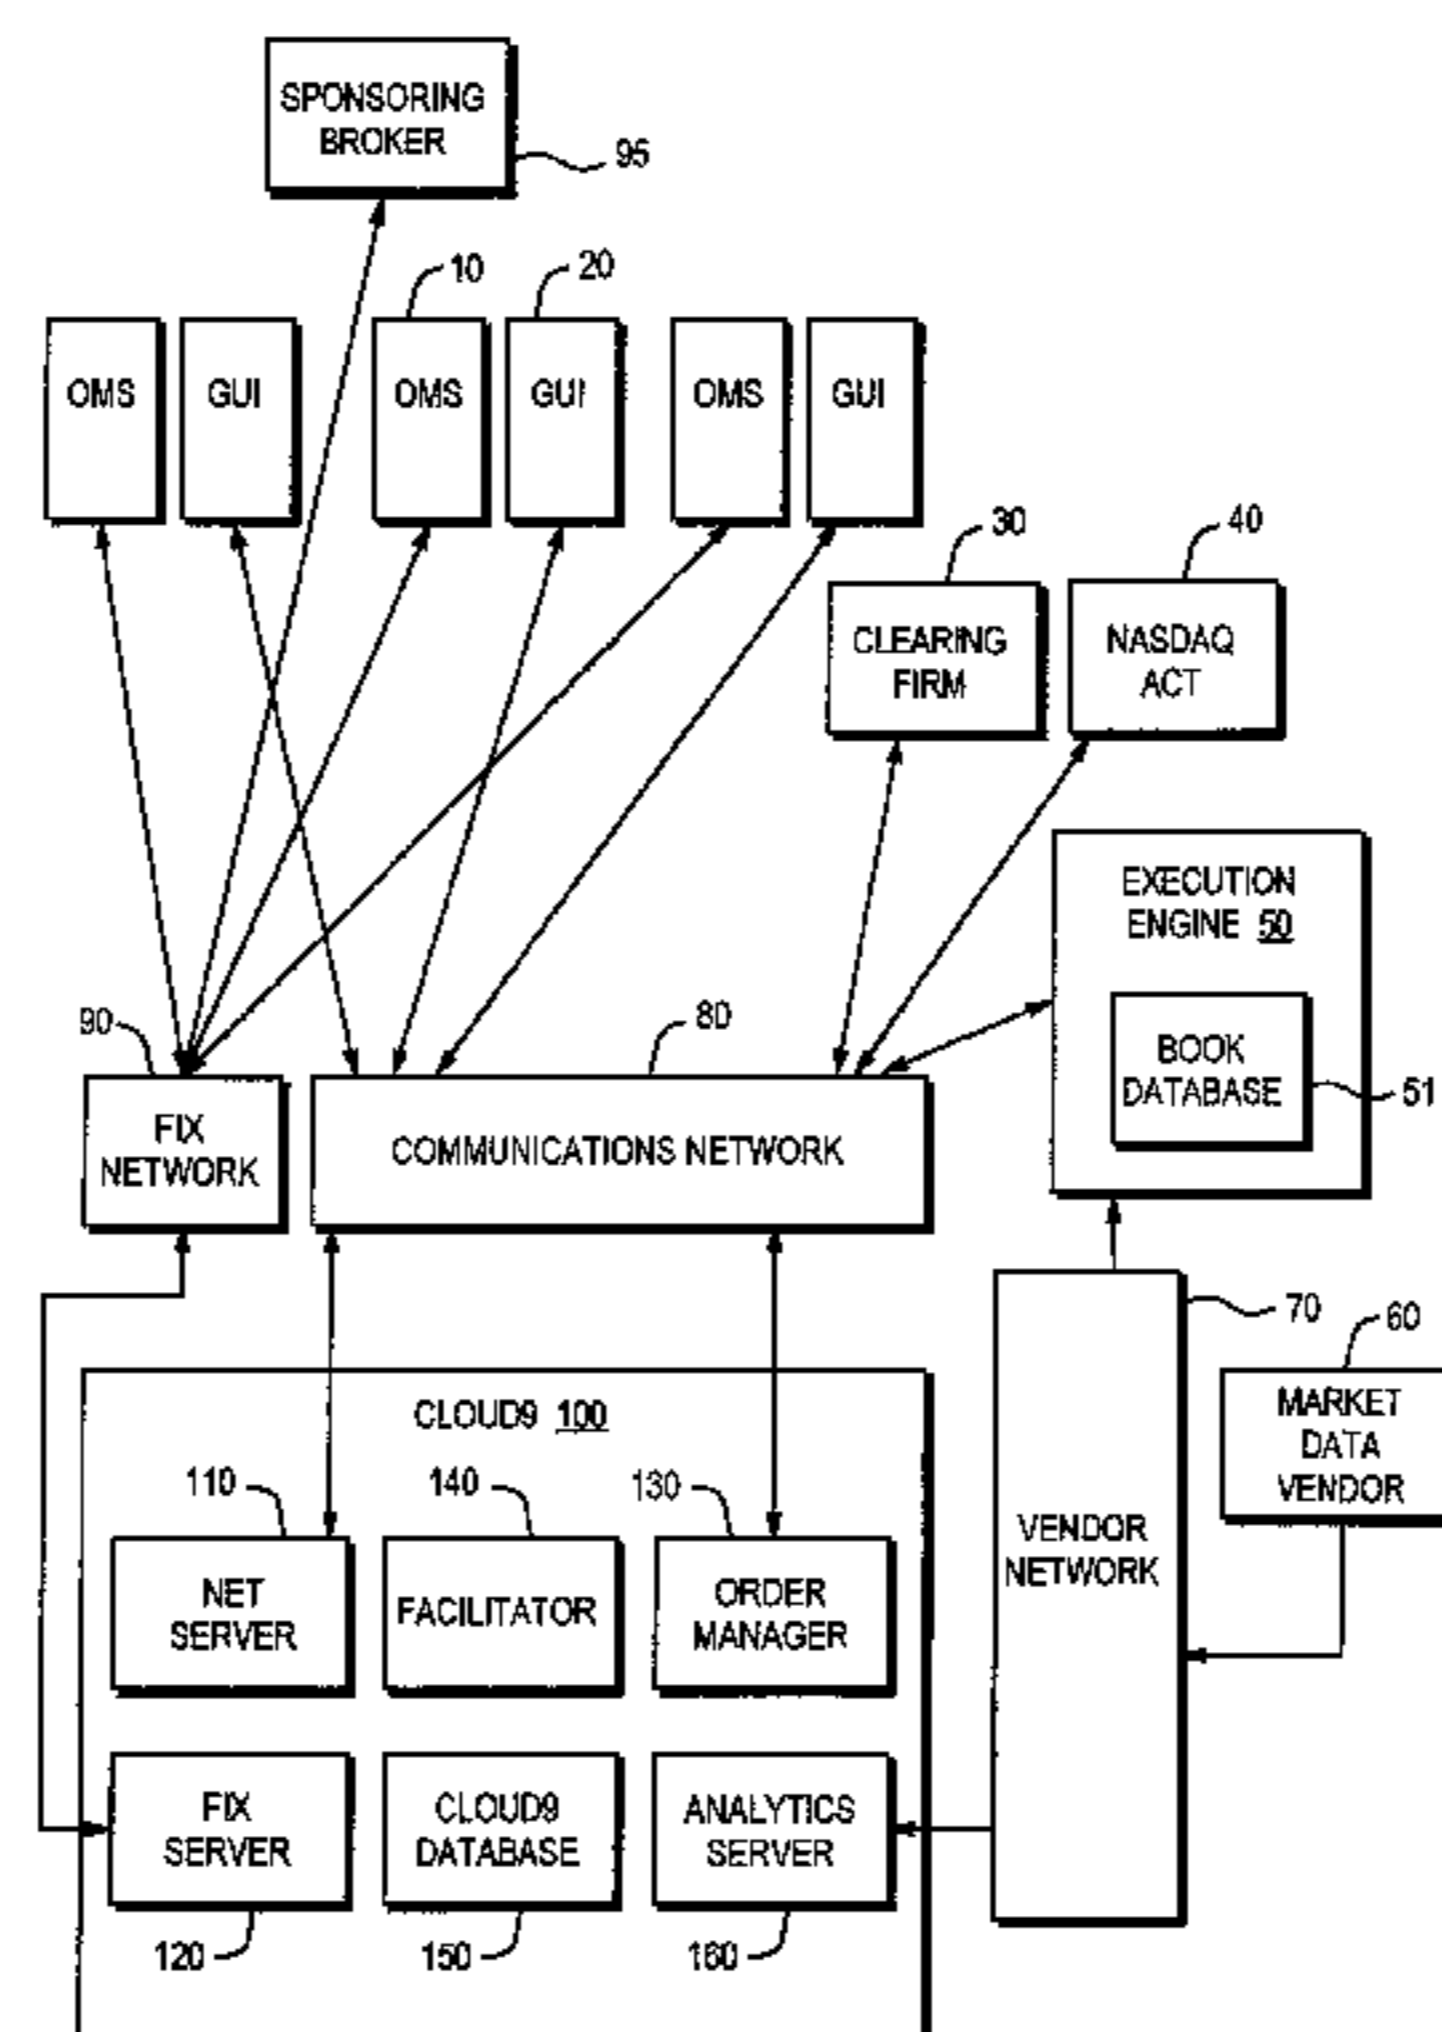 SPONSORING
BROKER
95
10
20
OMS
GUI
OMS
GUI
OMS
GUI
30
40
CLEARING
FIRM
NASDAQ
ACT
EXECUTION
ENGINE 50
BOOK
DATABASE
51
90
80
FIX
NETWORK
COMMUNICATIONS NETWORK
70
60
MARKET
DATA
VENDOR
VENDOR
NETWORK
CLOUD9 100
110
140
130
NET
SERVER
FACILITATOR
ORDER
MANAGER
FIX
SERVER
CLOUD9
DATABASE
ANALYTICS
SERVER
120
150
160